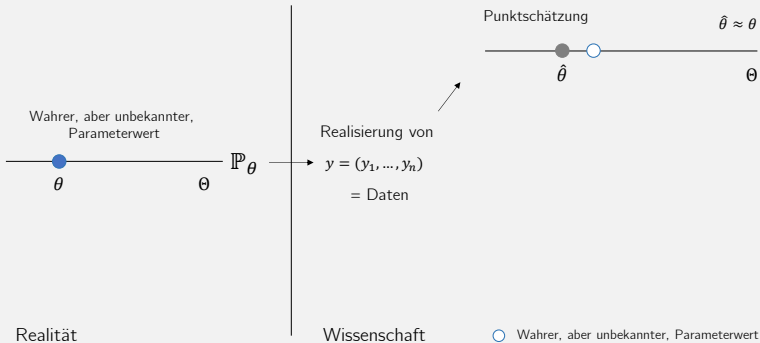 Punktschätzung
θ̂ ≈ θ
θ̂
Θ
Wahrer, aber unbekannter,
Parameterwert
θ
Θ
ℙθ
Realisierung von
y = (y₁, ..., yₙ)
= Daten
Realität
Wissenschaft
Wahrer, aber unbekannter, Parameterwert